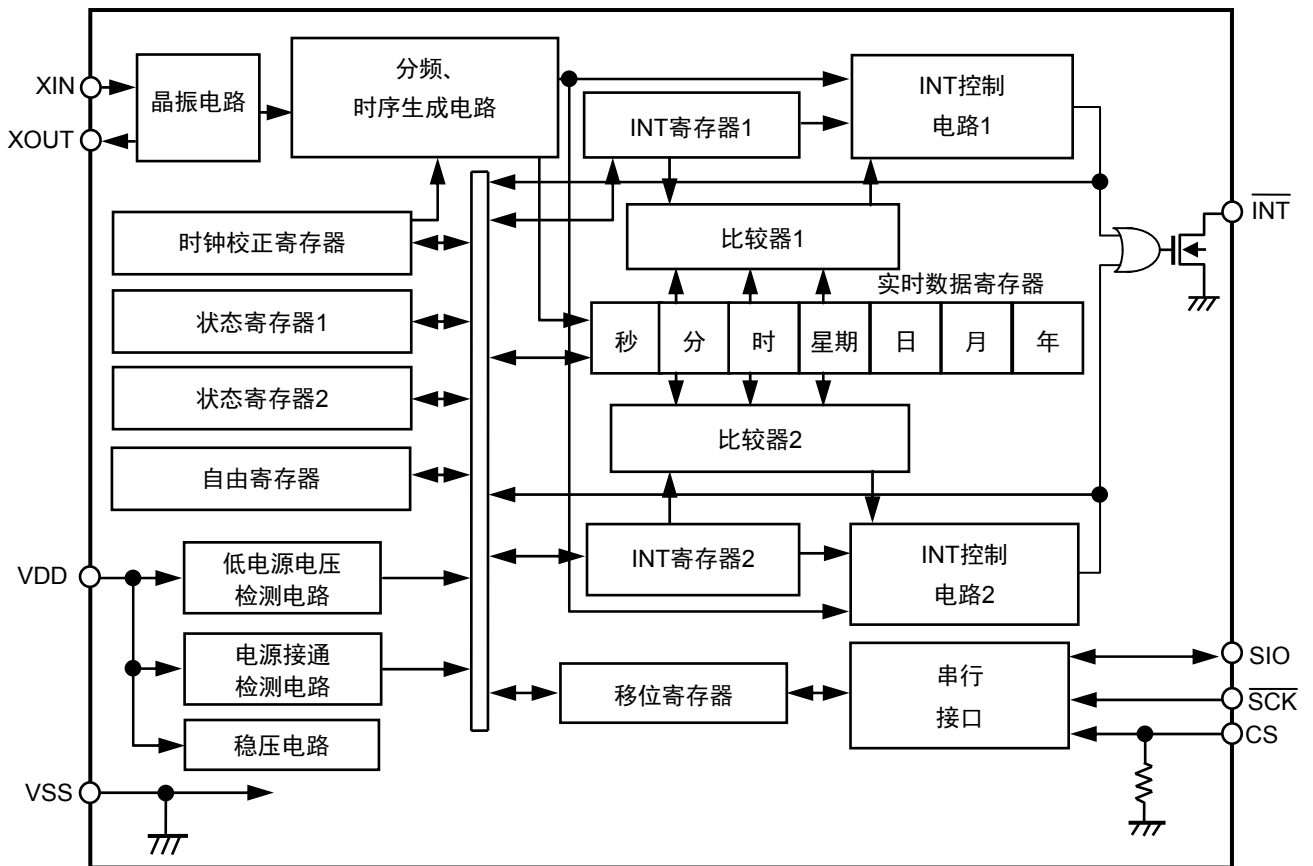 XIN
XOUT
晶振电路
分频、
时序生成电路
INT寄存器1
INT控制
电路1
INT
时钟校正寄存器
比较器1
实时数据寄存器
状态寄存器1
秒 分 时 星期 日 月 年
状态寄存器2
比较器2
自由寄存器
VDD
低电源电压
检测电路
INT寄存器2
INT控制
电路2
电源接通
检测电路
移位寄存器
串行
接口
SIO
SCK
CS
稳压电路
VSS